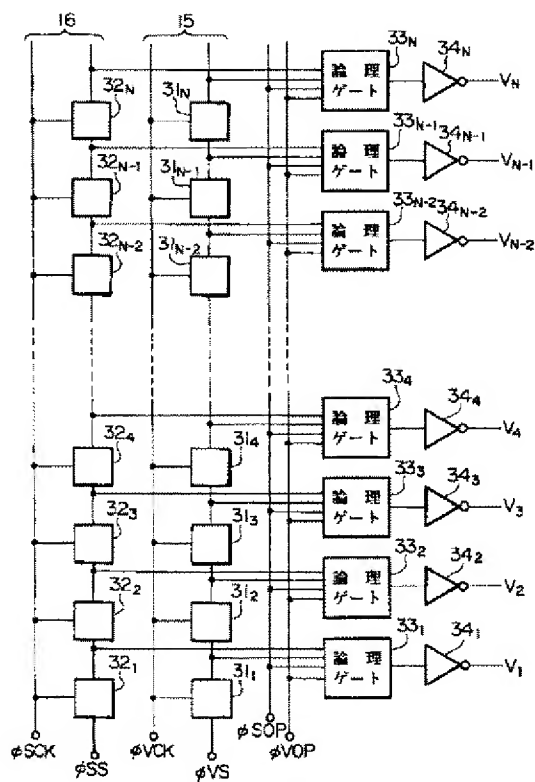 16 15
32N 31N 論理ゲート 33N 34N VN
32N-1 31N-1 論理ゲート 33N-1 34N-1 VN-1
32N-2 31N-2 論理ゲート 33N-2 34N-2 VN-2
324 314 論理ゲート 334 344 V4
323 313 論理ゲート 333 343 V3
322 312 論理ゲート 332 342 V2
321 311 論理ゲート 331 341 V1
φSCK φSS φVCK φVS φSOP φVOP